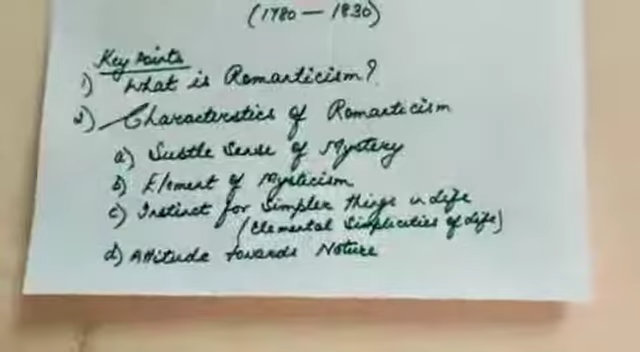 (1780 — 1830)
Key Points
1) What is Romanticism?
2) Characteristics of Romanticism
a) Subtle Sense of Mystery
b) Element of Mysticism
c) Instinct for Simpler things in life
(Elemental Simplicities of life)
d) Attitude towards Nature